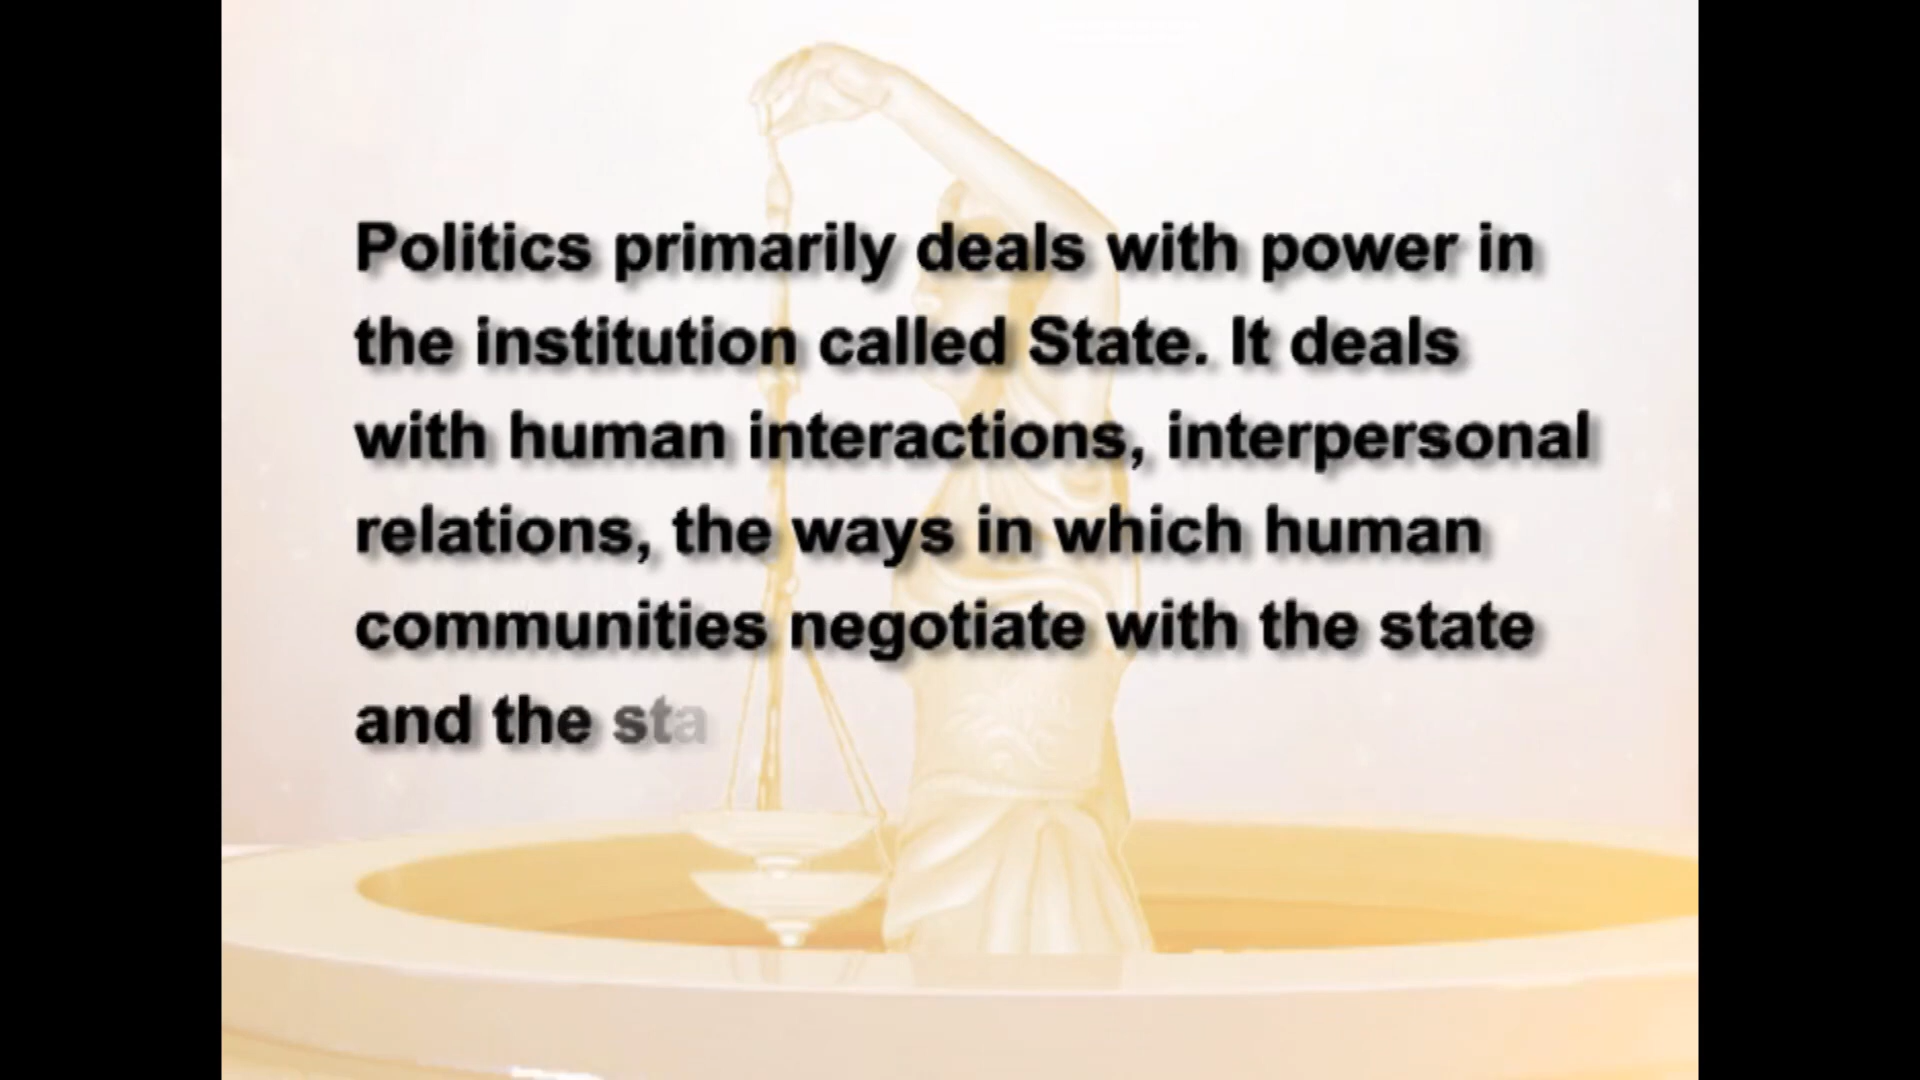 Politics primarily deals with power in
the institution called State. It deals
with human interactions, interpersonal
relations, the ways in which human
communities negotiate with the state
and the sta